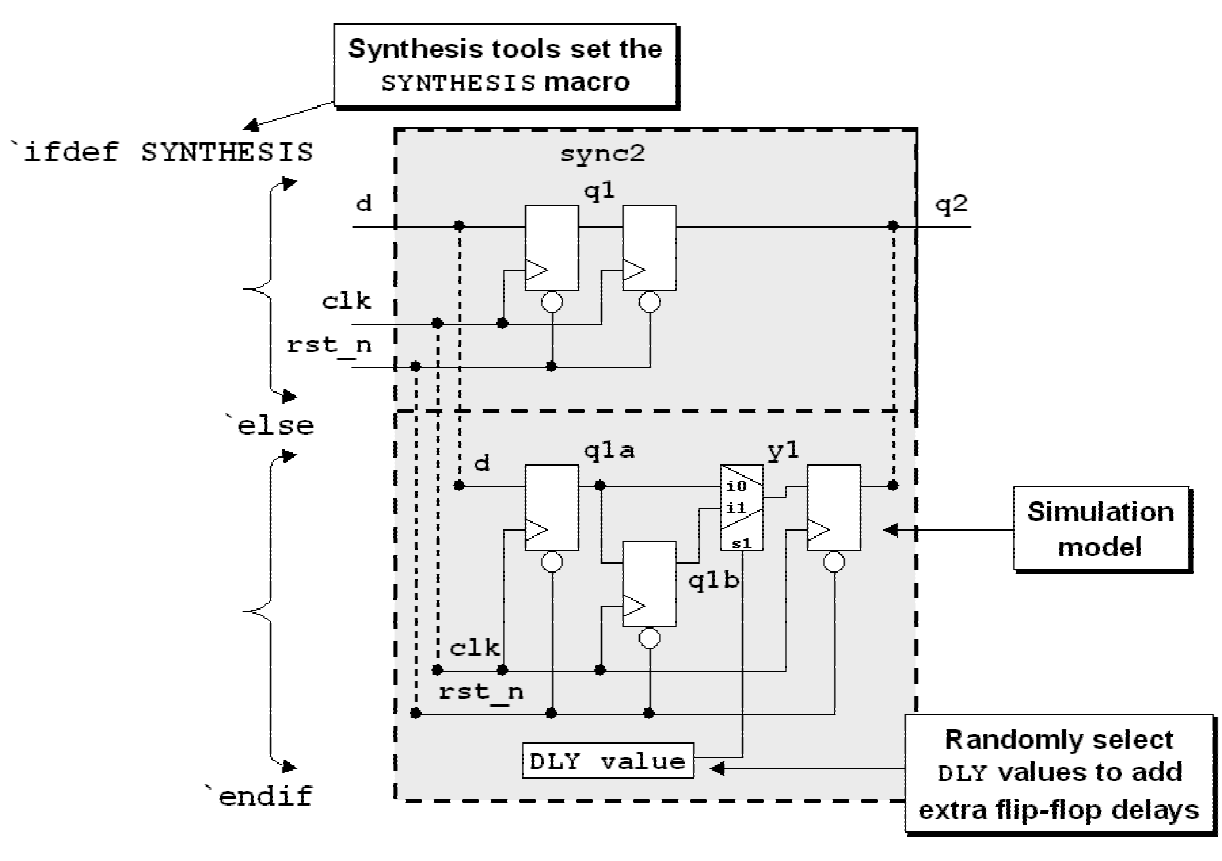 Synthesis tools set the
SYNTHESIS macro
`ifdef SYNTHESIS
sync2
d
q1
q2
clk
rst_n
`else
d
q1a
y1
i0
i1
s1
q1b
Simulation
model
clk
rst_n
DLY value
Randomly select
DLY values to add
extra flip-flop delays
`endif